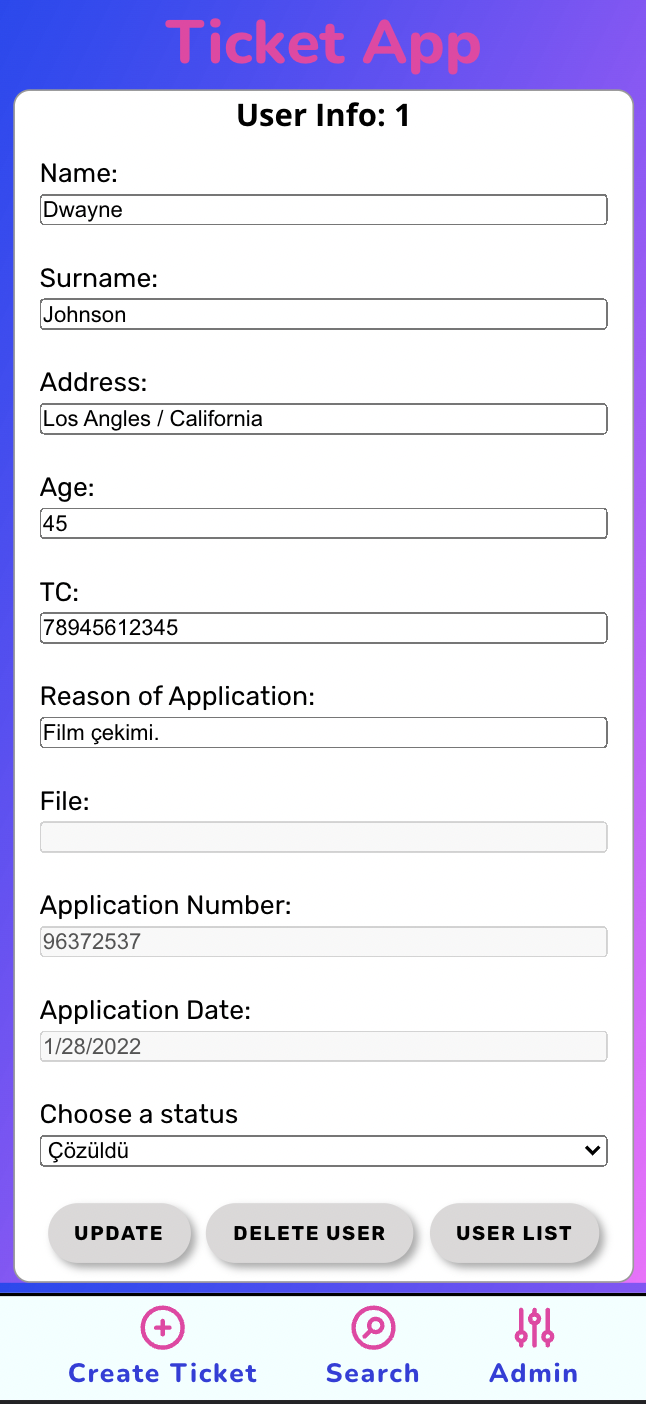 Ticket App
User Info: 1
Name:
Dwayne
Surname:
Johnson
Address:
Los Angles / California
Age:
45
TC:
78945612345
Reason of Application:
Film çekimi.
File:
Application Number:
96372537
Application Date:
1/28/2022
Choose a status
Çözüldü
UPDATE DELETE USER USER LIST
Create Ticket Search Admin